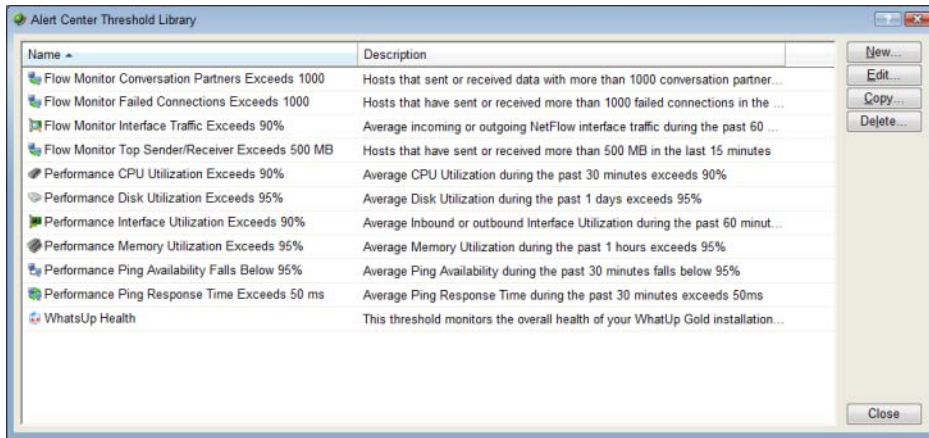 Alert Center Threshold Library
Name Description
Flow Monitor Conversation Partners Exceeds 1000 Hosts that sent or received data with more than 1000 conversation partner...
Flow Monitor Failed Connections Exceeds 1000 Hosts that have sent or received more than 1000 failed connections in the ...
Flow Monitor Interface Traffic Exceeds 90% Average incoming or outgoing NetFlow interface traffic during the past 60 ...
Flow Monitor Top Sender/Receiver Exceeds 500 MB Hosts that have sent or received more than 500 MB in the last 15 minutes
Performance CPU Utilization Exceeds 90% Average CPU Utilization during the past 30 minutes exceeds 90%
Performance Disk Utilization Exceeds 95% Average Disk Utilization during the past 1 days exceeds 95%
Performance Interface Utilization Exceeds 90% Average Inbound or outbound Interface Utilization during the past 60 minut...
Performance Memory Utilization Exceeds 95% Average Memory Utilization during the past 1 hours exceeds 95%
Performance Ping Availability Falls Below 95% Average Ping Availability during the past 30 minutes falls below 95%
Performance Ping Response Time Exceeds 50 ms Average Ping Response Time during the past 30 minutes exceeds 50ms
WhatsUp Health This threshold monitors the overall health of your WhatUp Gold installation...
New...
Edit...
Copy...
Delete...
Close